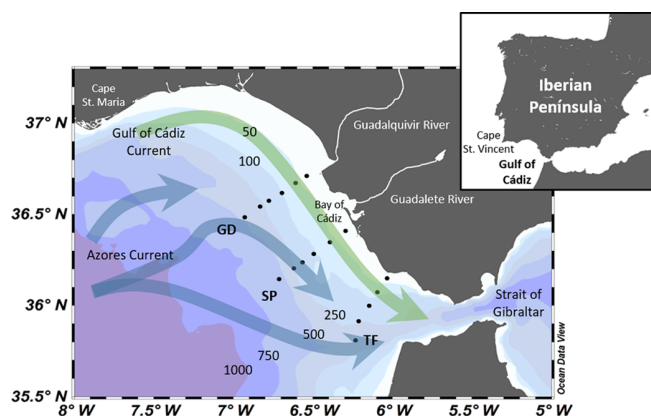 Iberian
Península
Cape
St. Vincent
Gulf of
Cádiz
Cape
St. Maria
37° N
Gulf of Cádiz
Current
50
100
Guadalquivir River
36.5° N
GD
Bay of
Cádiz
Guadalete River
Azores Current
SP
36° N
250
500
TF
Strait of
Gibraltar
750
1000
35.5° N
8° W
7.5° W
7° W
6.5° W
6° W
5.5° W
5° W
Ocean Data View